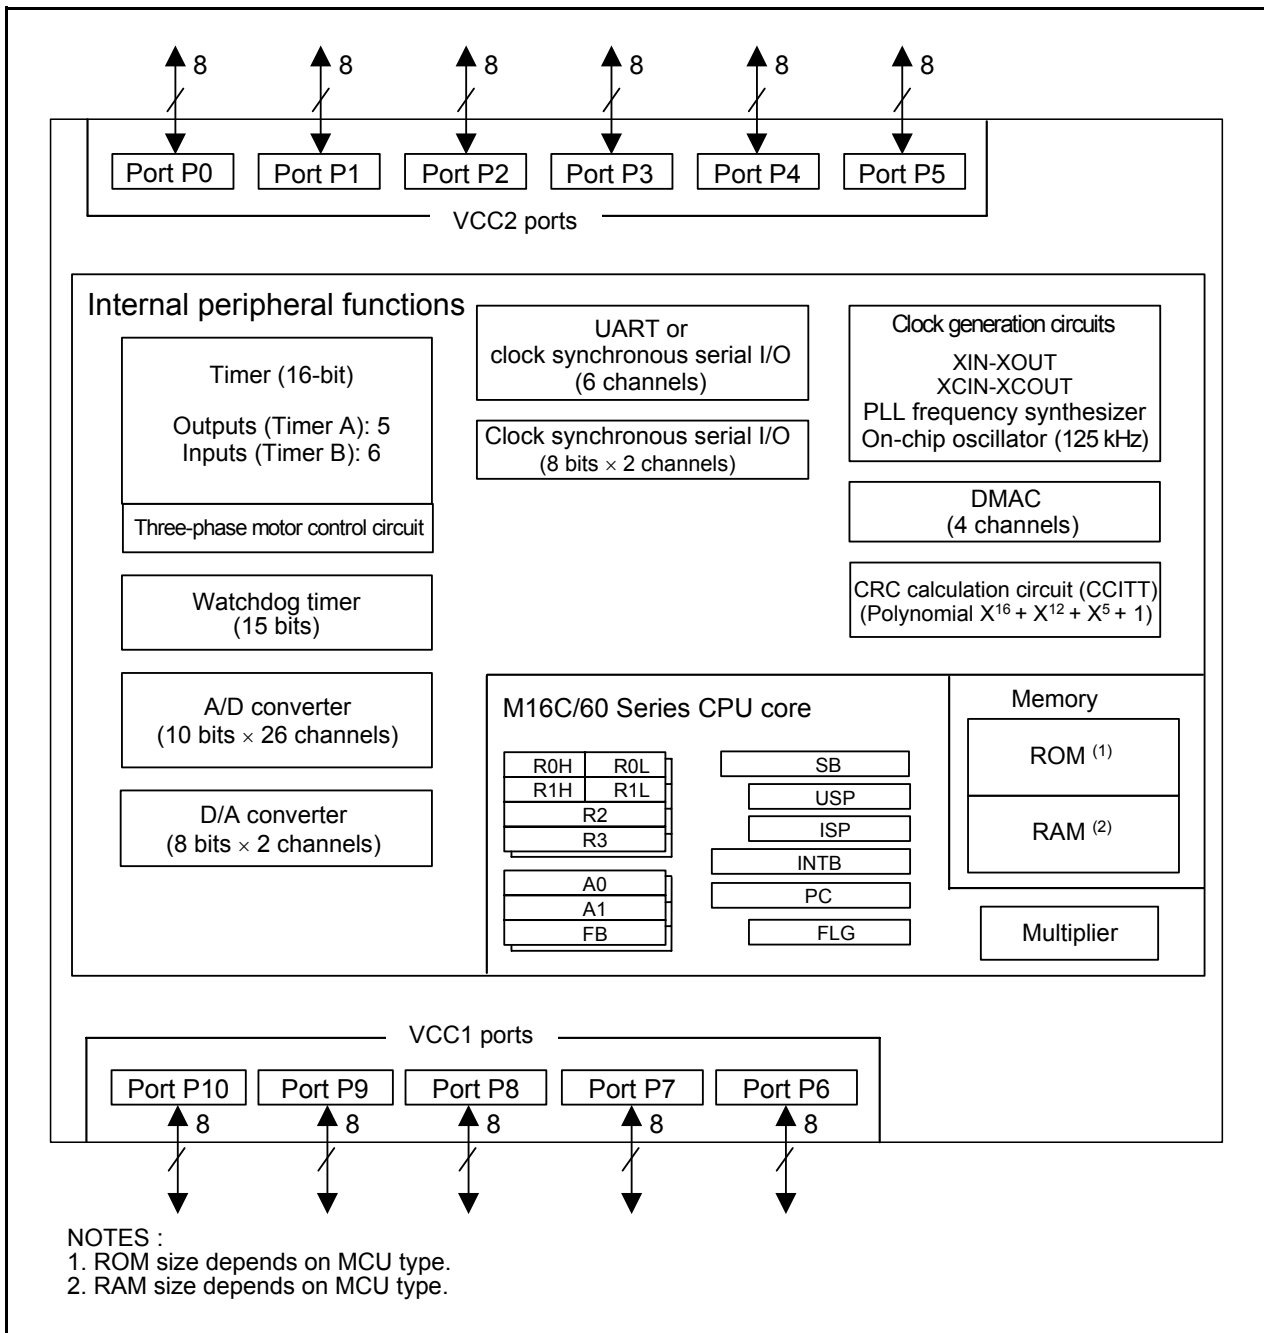 8 8 8 8 8 8
Port P0 Port P1 Port P2 Port P3 Port P4 Port P5
VCC2 ports
Internal peripheral functions
Timer (16-bit)
Outputs (Timer A): 5
Inputs (Timer B): 6
Three-phase motor control circuit
Watchdog timer
(15 bits)
A/D converter
(10 bits × 26 channels)
D/A converter
(8 bits × 2 channels)
UART or
clock synchronous serial I/O
(6 channels)
Clock synchronous serial I/O
(8 bits × 2 channels)
Clock generation circuits
XIN-XOUT
XCIN-XCOUT
PLL frequency synthesizer
On-chip oscillator (125 kHz)
DMAC
(4 channels)
CRC calculation circuit (CCITT)
(Polynomial X¹⁶ + X¹² + X⁵ + 1)
M16C/60 Series CPU core
R0H R0L
R1H R1L
R2
R3
A0
A1
FB
SB
USP
ISP
INTB
PC
FLG
Memory
ROM (1)
RAM (2)
Multiplier
VCC1 ports
Port P10 Port P9 Port P8 Port P7 Port P6
8 8 8 8 8
NOTES :
1. ROM size depends on MCU type.
2. RAM size depends on MCU type.